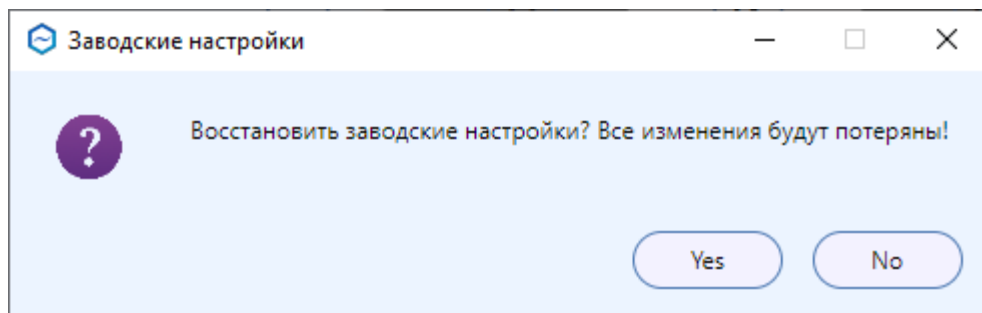 Заводские настройки
Восстановить заводские настройки? Все изменения будут потеряны!
Yes
No